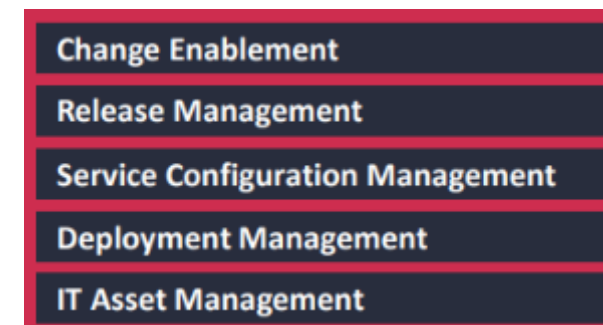 Change Enablement
Release Management
Service Configuration Management
Deployment Management
IT Asset Management